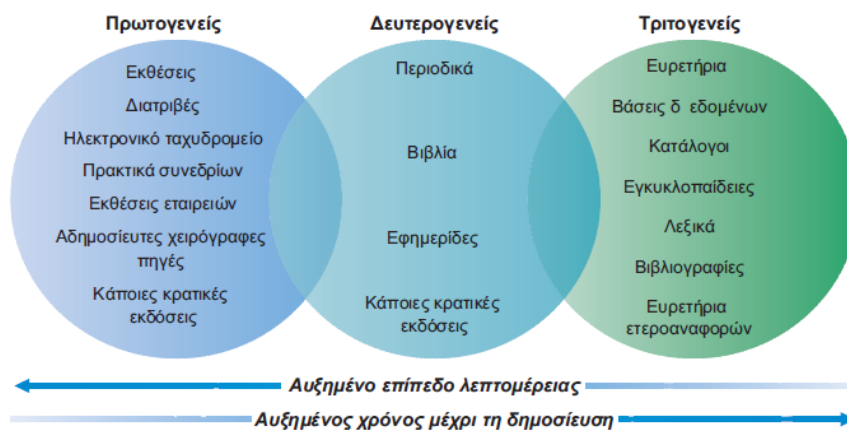 Πρωτογενείς
Εκθέσεις
Διατριβές
Ηλεκτρονικό ταχυδρομείο
Πρακτικά συνεδρίων
Εκθέσεις εταιρειών
Αδημοσίευτες χειρόγραφες
πηγές
Κάποιες κρατικές
εκδόσεις
Δευτερογενείς
Περιοδικά
Βιβλία
Εφημερίδες
Κάποιες κρατικές
εκδόσεις
Τριτογενείς
Ευρετήρια
Βάσεις δ εδομένων
Κατάλογοι
Εγκυκλοπαίδειες
Λεξικά
Βιβλιογραφίες
Ευρετήρια
ετεροαναφορών
Αυξημένο επίπεδο λεπτομέρειας
Αυξημένος χρόνος μέχρι τη δημοσίευση